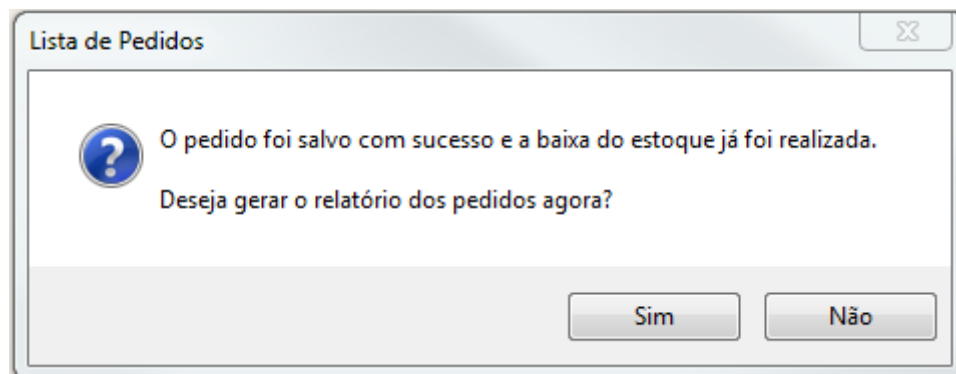 Lista de Pedidos
O pedido foi salvo com sucesso e a baixa do estoque já foi realizada.
Deseja gerar o relatório dos pedidos agora?
Sim
Não